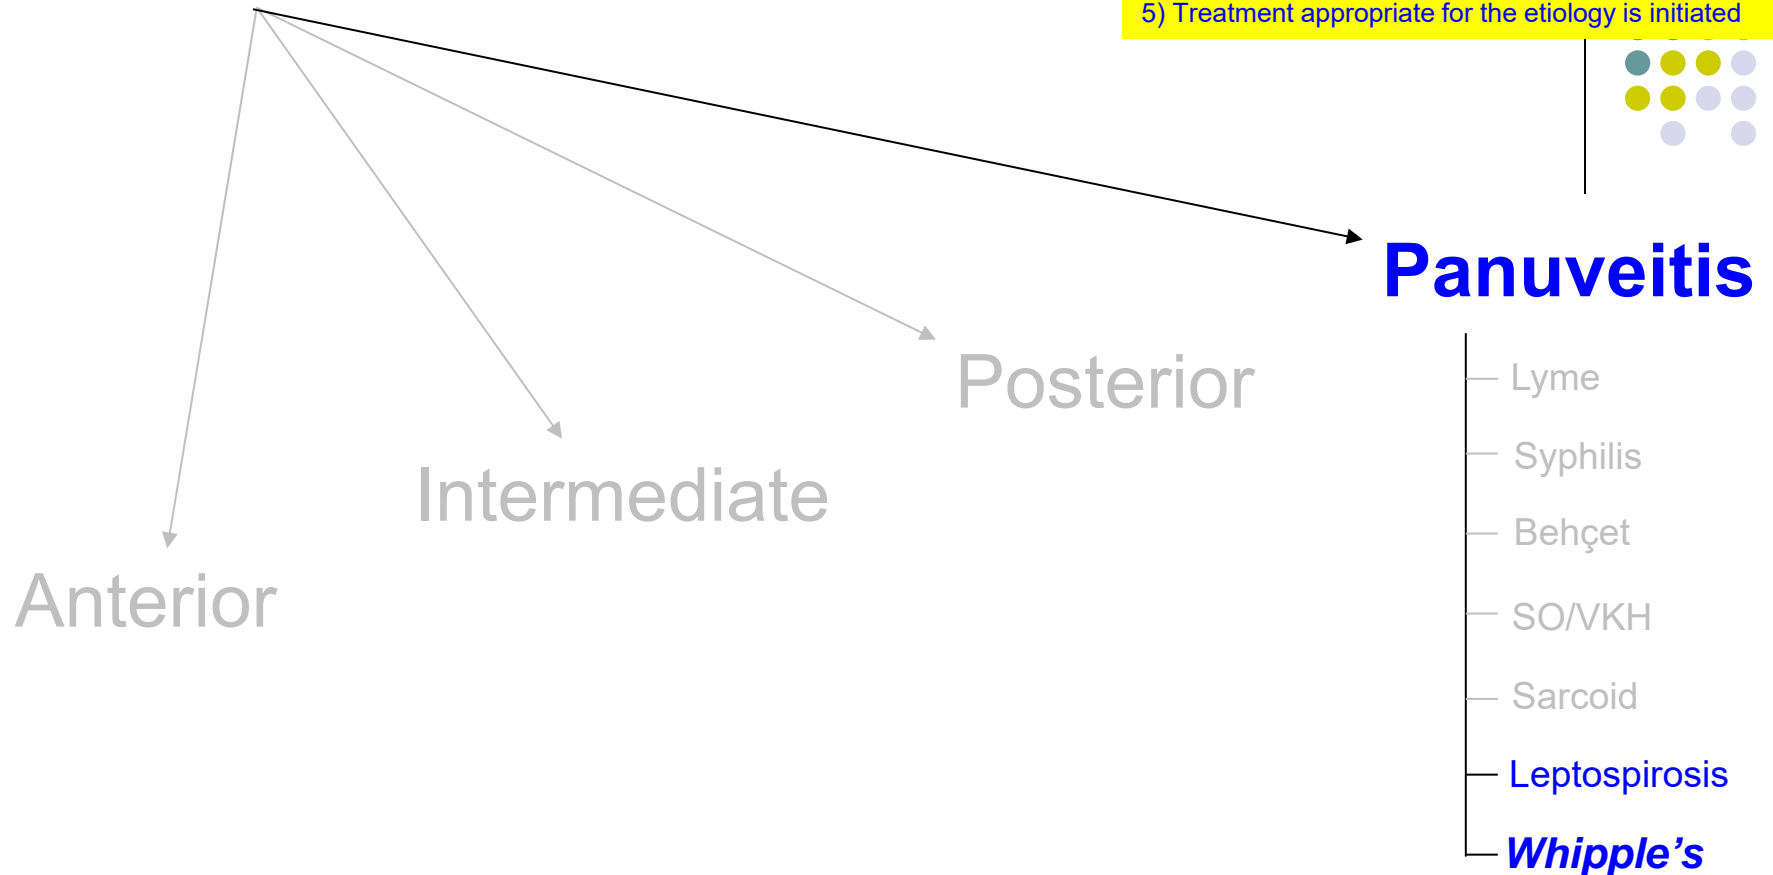 5) Treatment appropriate for the etiology is initiated
Panuveitis
Posterior
Intermediate
Anterior
Lyme
Syphilis
Behçet
SO/VKH
Sarcoid
Leptospirosis
Whipple’s